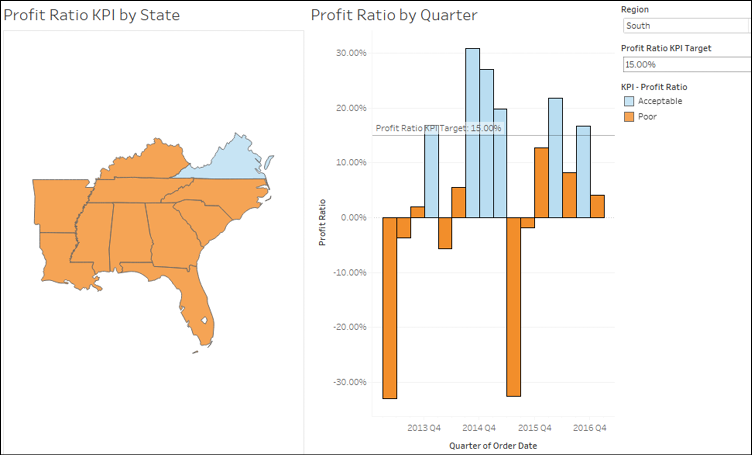 Profit Ratio KPI by State
Profit Ratio by Quarter
Region
South
Profit Ratio KPI Target
15.00%
KPI - Profit Ratio
Acceptable
Poor
30.00%
20.00%
Profit Ratio KPI Target: 15.00%
10.00%
0.00%
-10.00%
-20.00%
-30.00%
Profit Ratio
2013 Q4
2014 Q4
2015 Q4
2016 Q4
Quarter of Order Date